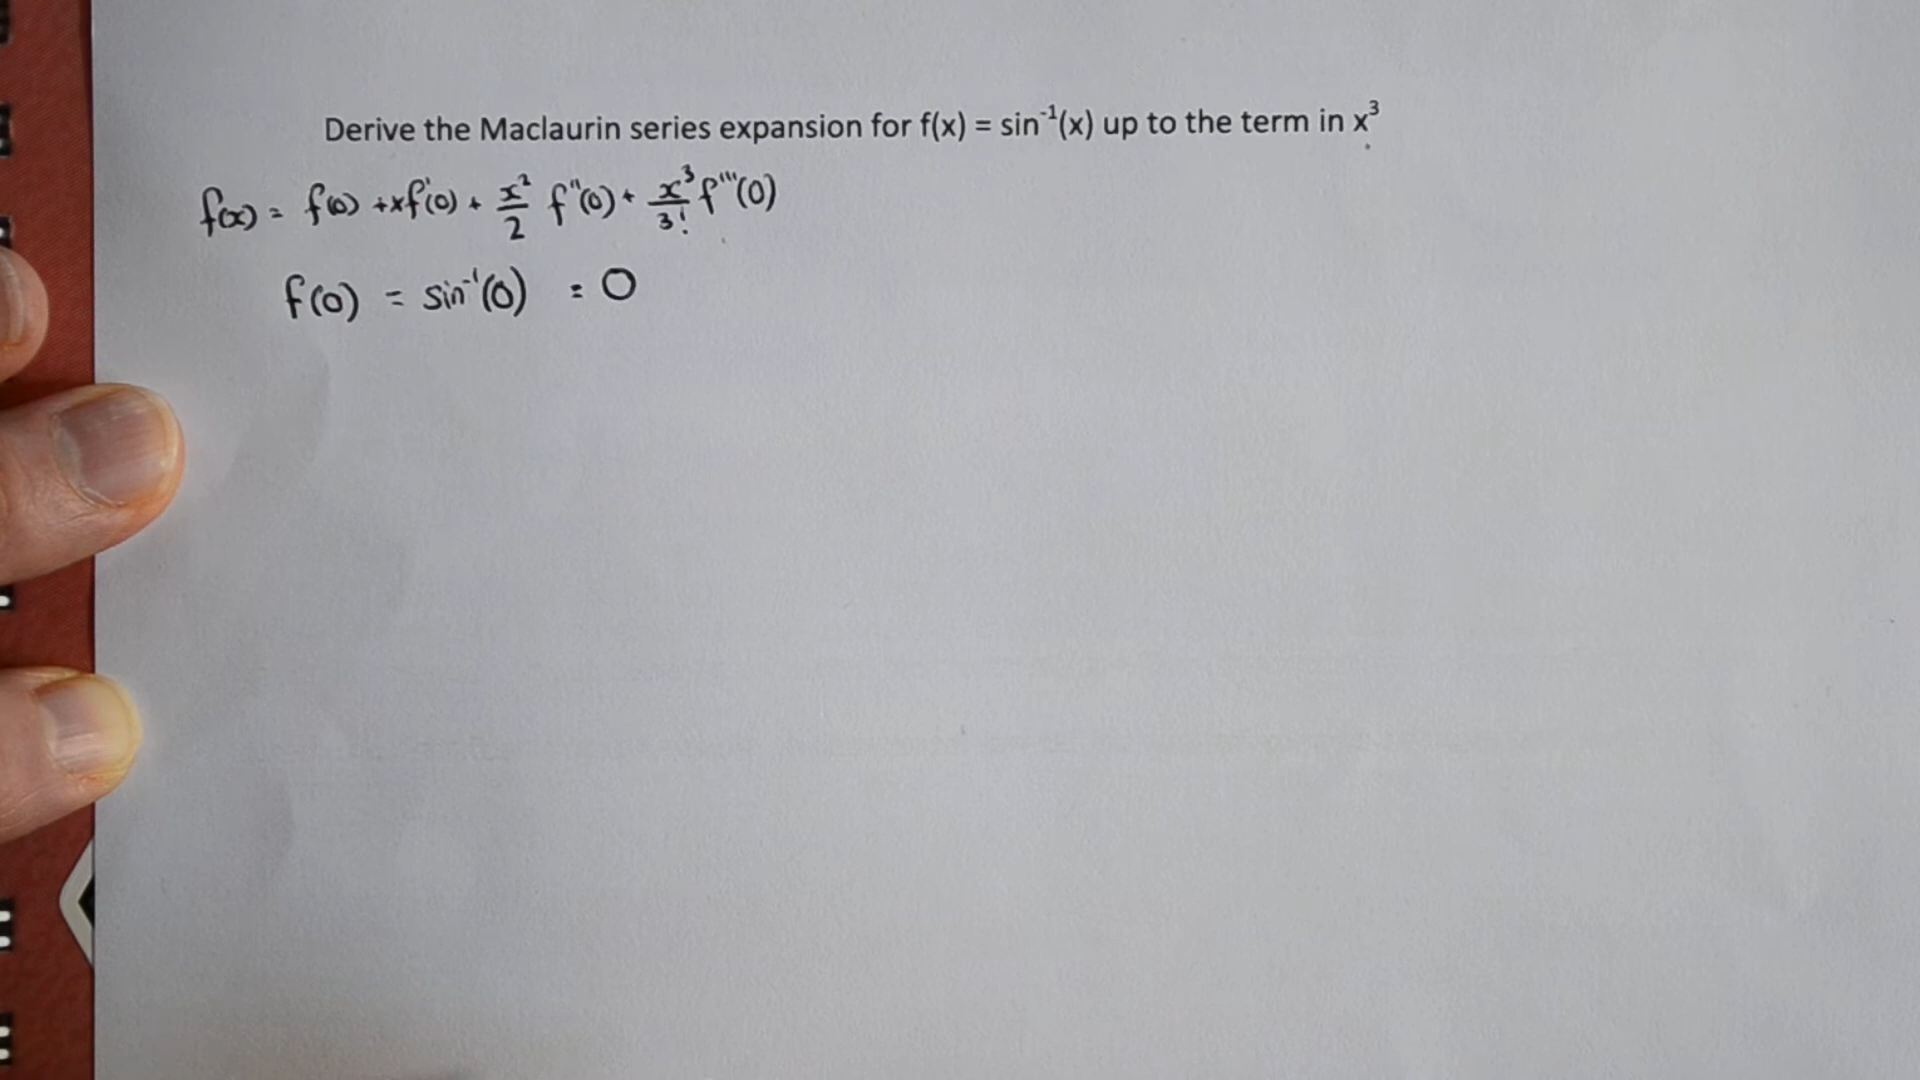 Derive the Maclaurin series expansion for f(x) = sin⁻¹(x) up to the term in x³
f(x) = f(0) + xf'(0) + x²/2 f''(0) + x³/3! f'''(0)
f(0) = sin⁻¹(0) = 0